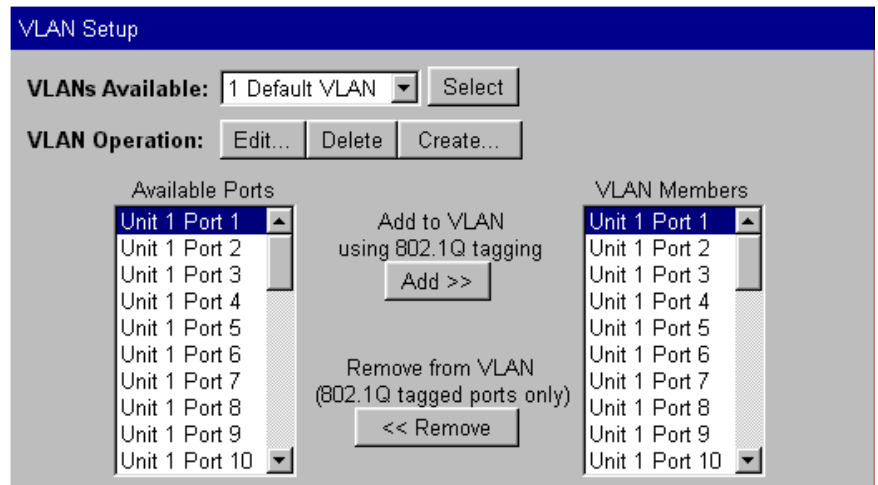 VLAN Setup
VLANs Available: 1 Default VLAN Select
VLAN Operation: Edit... Delete Create...
Available Ports
Unit 1 Port 1
Unit 1 Port 2
Unit 1 Port 3
Unit 1 Port 4
Unit 1 Port 5
Unit 1 Port 6
Unit 1 Port 7
Unit 1 Port 8
Unit 1 Port 9
Unit 1 Port 10
Add to VLAN
using 802.1Q tagging
Add >>
Remove from VLAN
(802.1Q tagged ports only)
<< Remove
VLAN Members
Unit 1 Port 1
Unit 1 Port 2
Unit 1 Port 3
Unit 1 Port 4
Unit 1 Port 5
Unit 1 Port 6
Unit 1 Port 7
Unit 1 Port 8
Unit 1 Port 9
Unit 1 Port 10